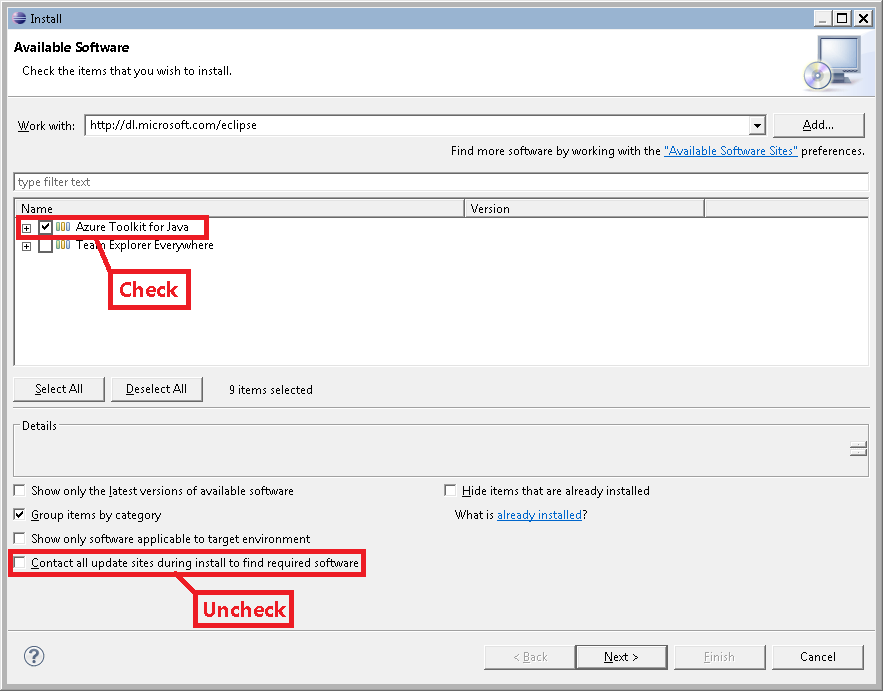 Install
Available Software
Check the items that you wish to install.
Work with: http://dl.microsoft.com/eclipse Add...
Find more software by working with the "Available Software Sites" preferences.
type filter text
Name Version
Azure Toolkit for Java
Team Explorer Everywhere
Check
Select All Deselect All 9 items selected
Details
Show only the latest versions of available software Hide items that are already installed
Group items by category What is already installed?
Show only software applicable to target environment
Contact all update sites during install to find required software
Uncheck
? < Back Next > Finish Cancel